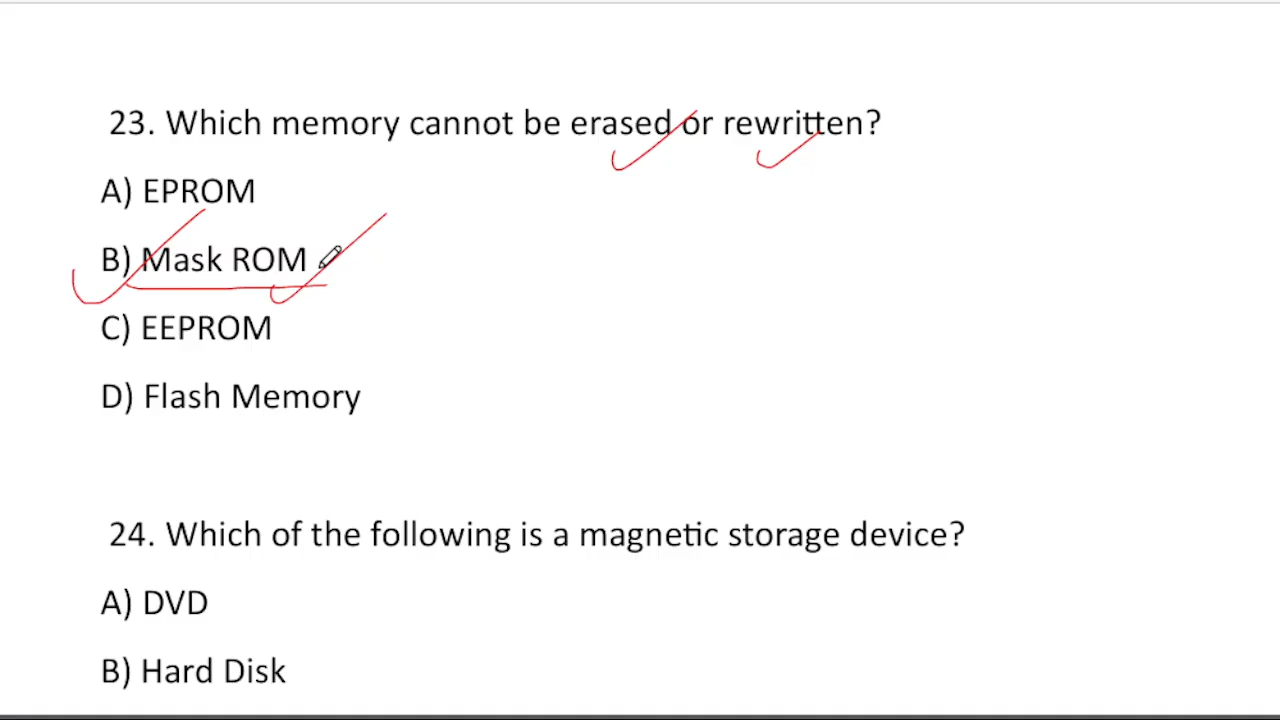 23. Which memory cannot be erased or rewritten?
A) EPROM
B) Mask ROM
C) EEPROM
D) Flash Memory
24. Which of the following is a magnetic storage device?
A) DVD
B) Hard Disk